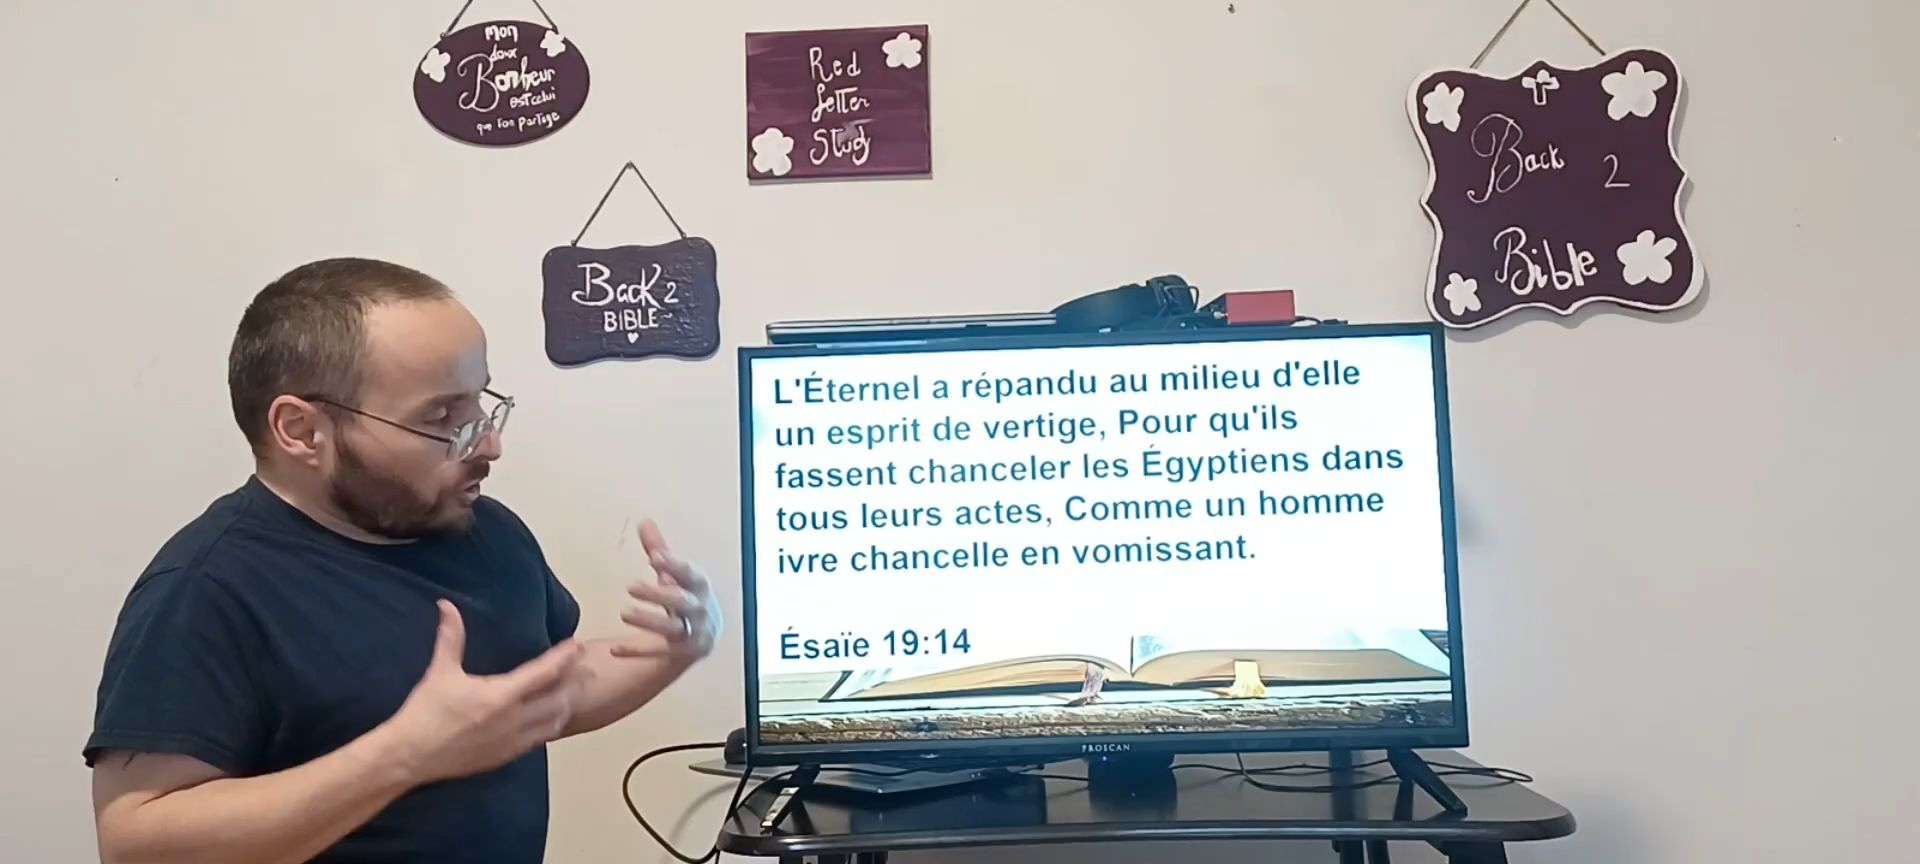 mon
doux
Bonheur
est celui
que l'on partage
Red
Letter
Study
Back 2
BIBLE
Back 2
Bible
L'Éternel a répandu au milieu d'elle
un esprit de vertige, Pour qu'ils
fassent chanceler les Égyptiens dans
tous leurs actes, Comme un homme
ivre chancelle en vomissant.
Ésaïe 19:14
PROSCAN